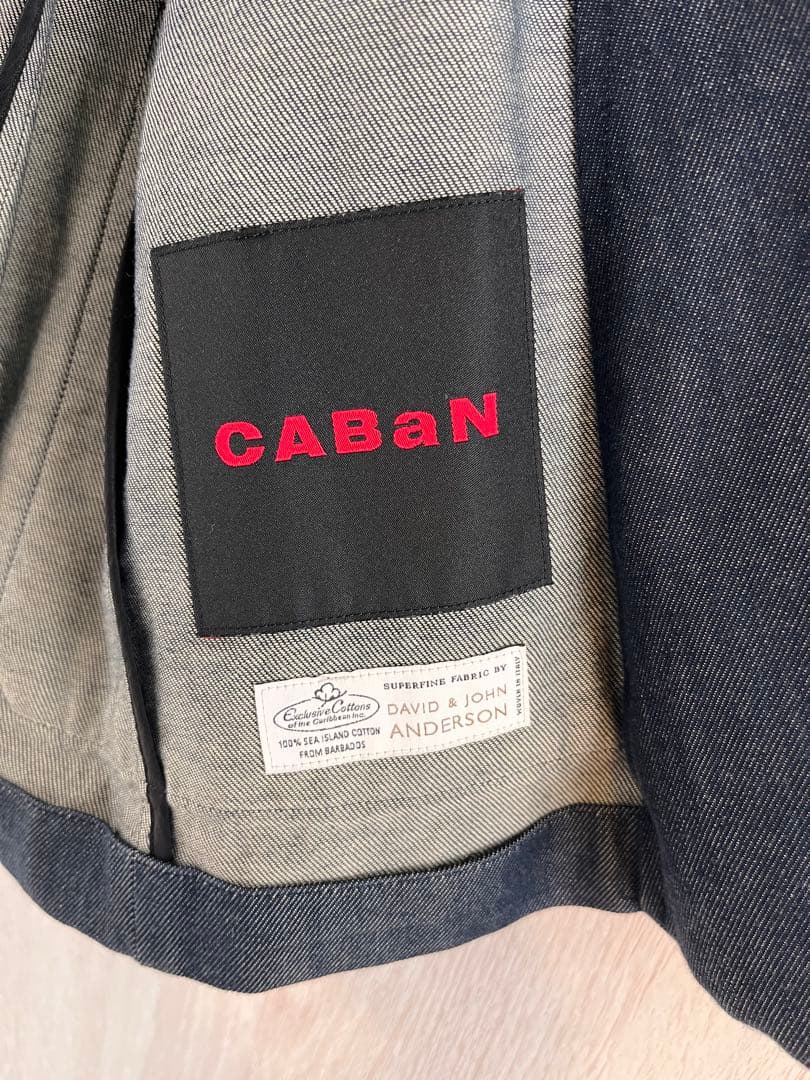 CABaN
Exclusive Cottons
of the Caribbean Inc.
100% SEA ISLAND COTTON
FROM BARBADOS
SUPERFINE FABRIC BY
DAVID & JOHN
ANDERSON
WOVEN IN ITALY